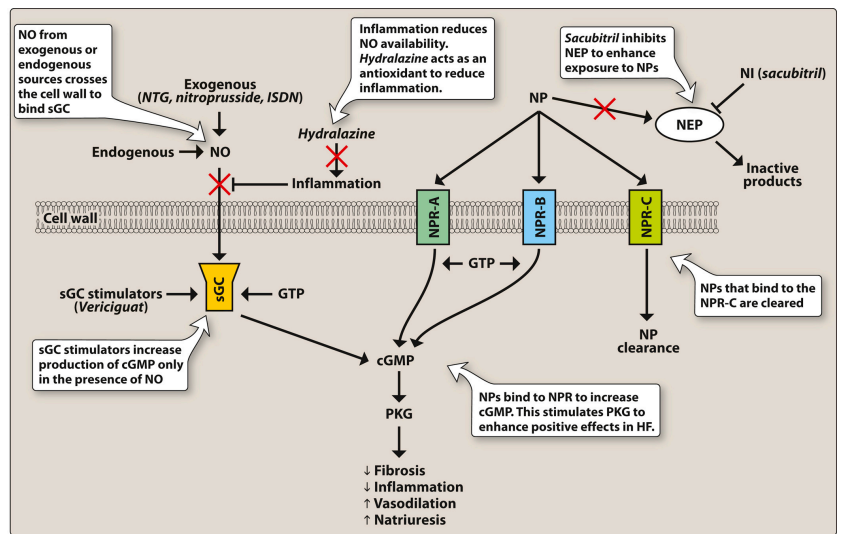 NO from
exogenous or
endogenous
sources crosses
the cell wall to
bind sGC
Exogenous
(NTG, nitroprusside, ISDN)
Endogenous
NO
Inflammation reduces
NO availability.
Hydralazine acts as an
antioxidant to reduce
inflammation.
Hydralazine
Inflammation
Sacubitril inhibits
NEP to enhance
exposure to NPs
NI (sacubitril)
NP
NEP
Inactive
products
Cell wall
NPR-A
NPR-B
NPR-C
sGC stimulators
(Vericiguat)
sGC
GTP
GTP
NPs that bind to the
NPR-C are cleared
NP
clearance
sGC stimulators increase
production of cGMP only
in the presence of NO
cGMP
NPs bind to NPR to increase
cGMP. This stimulates PKG to
enhance positive effects in HF.
PKG
↓ Fibrosis
↓ Inflammation
↑ Vasodilation
↑ Natriuresis